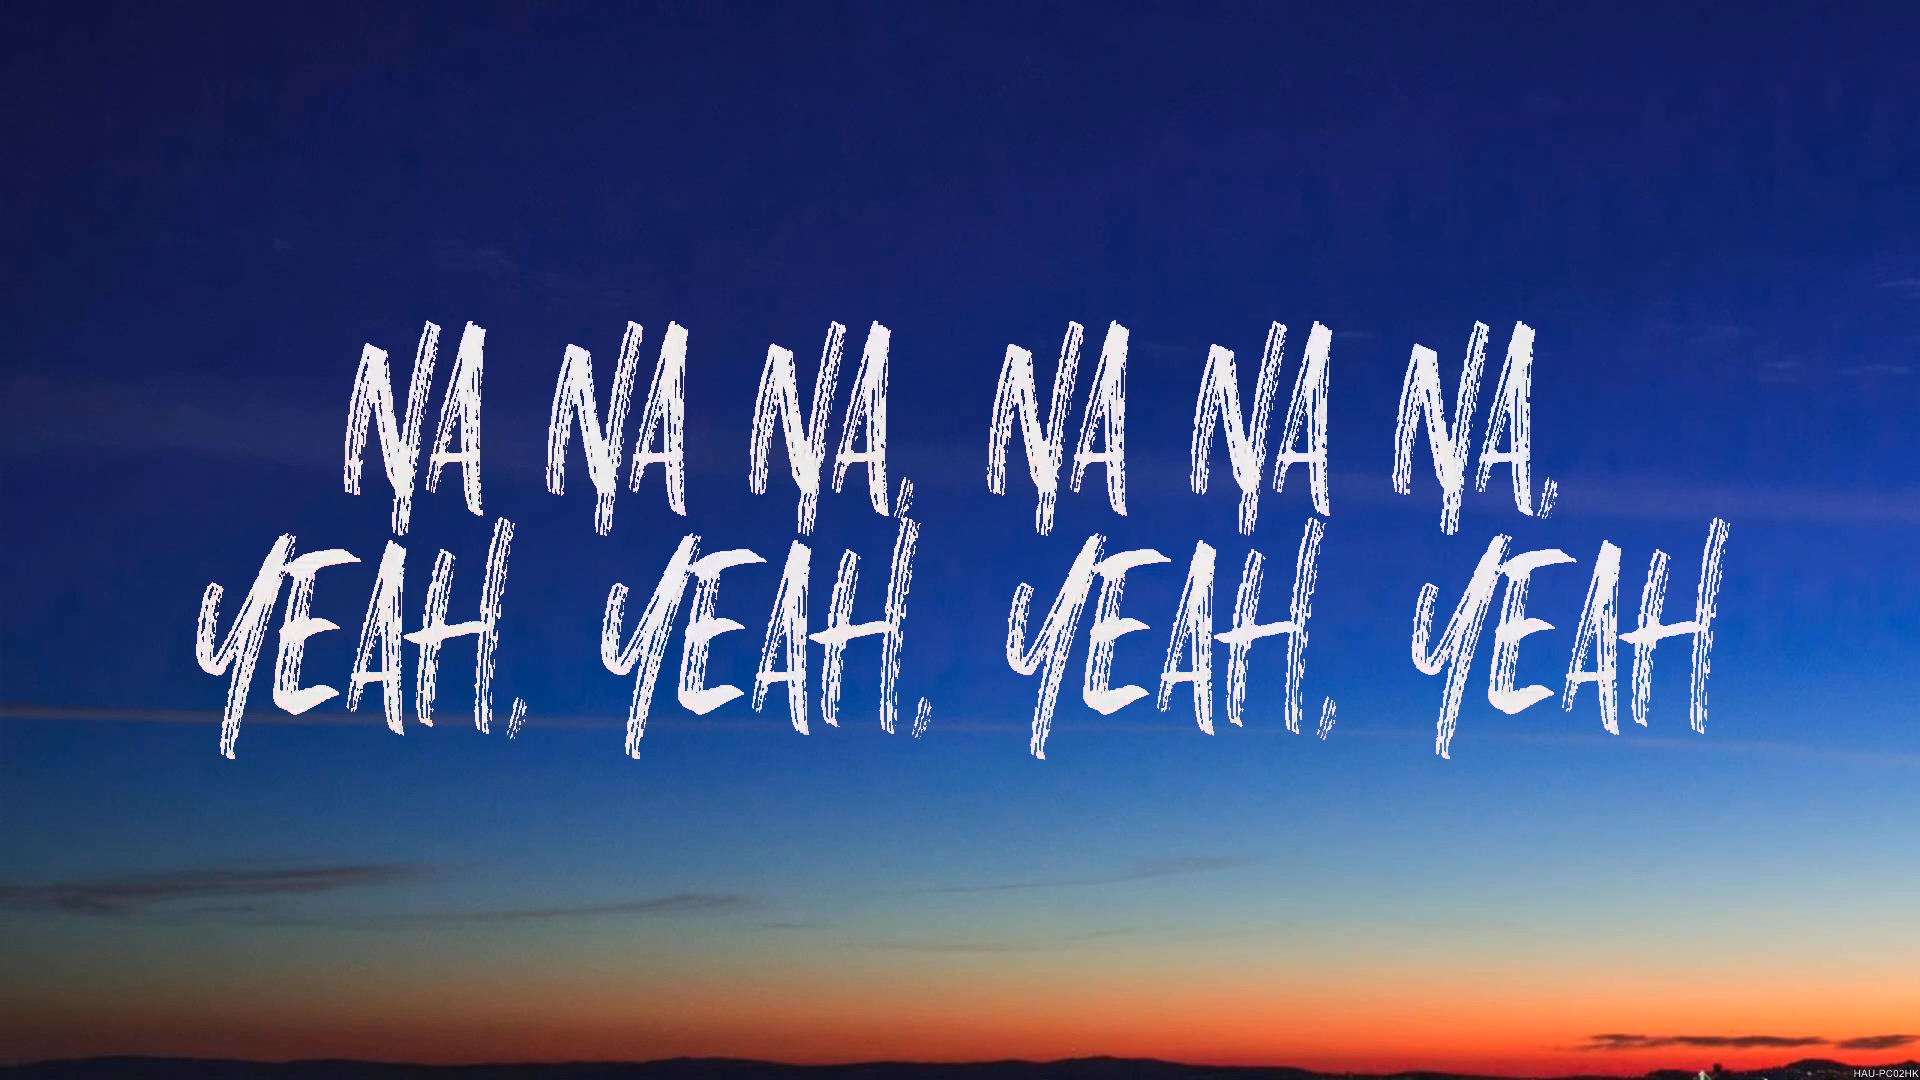 NA NA NA, NA NA NA,
YEAH, YEAH, YEAH, YEAH
HAU-PC02HK